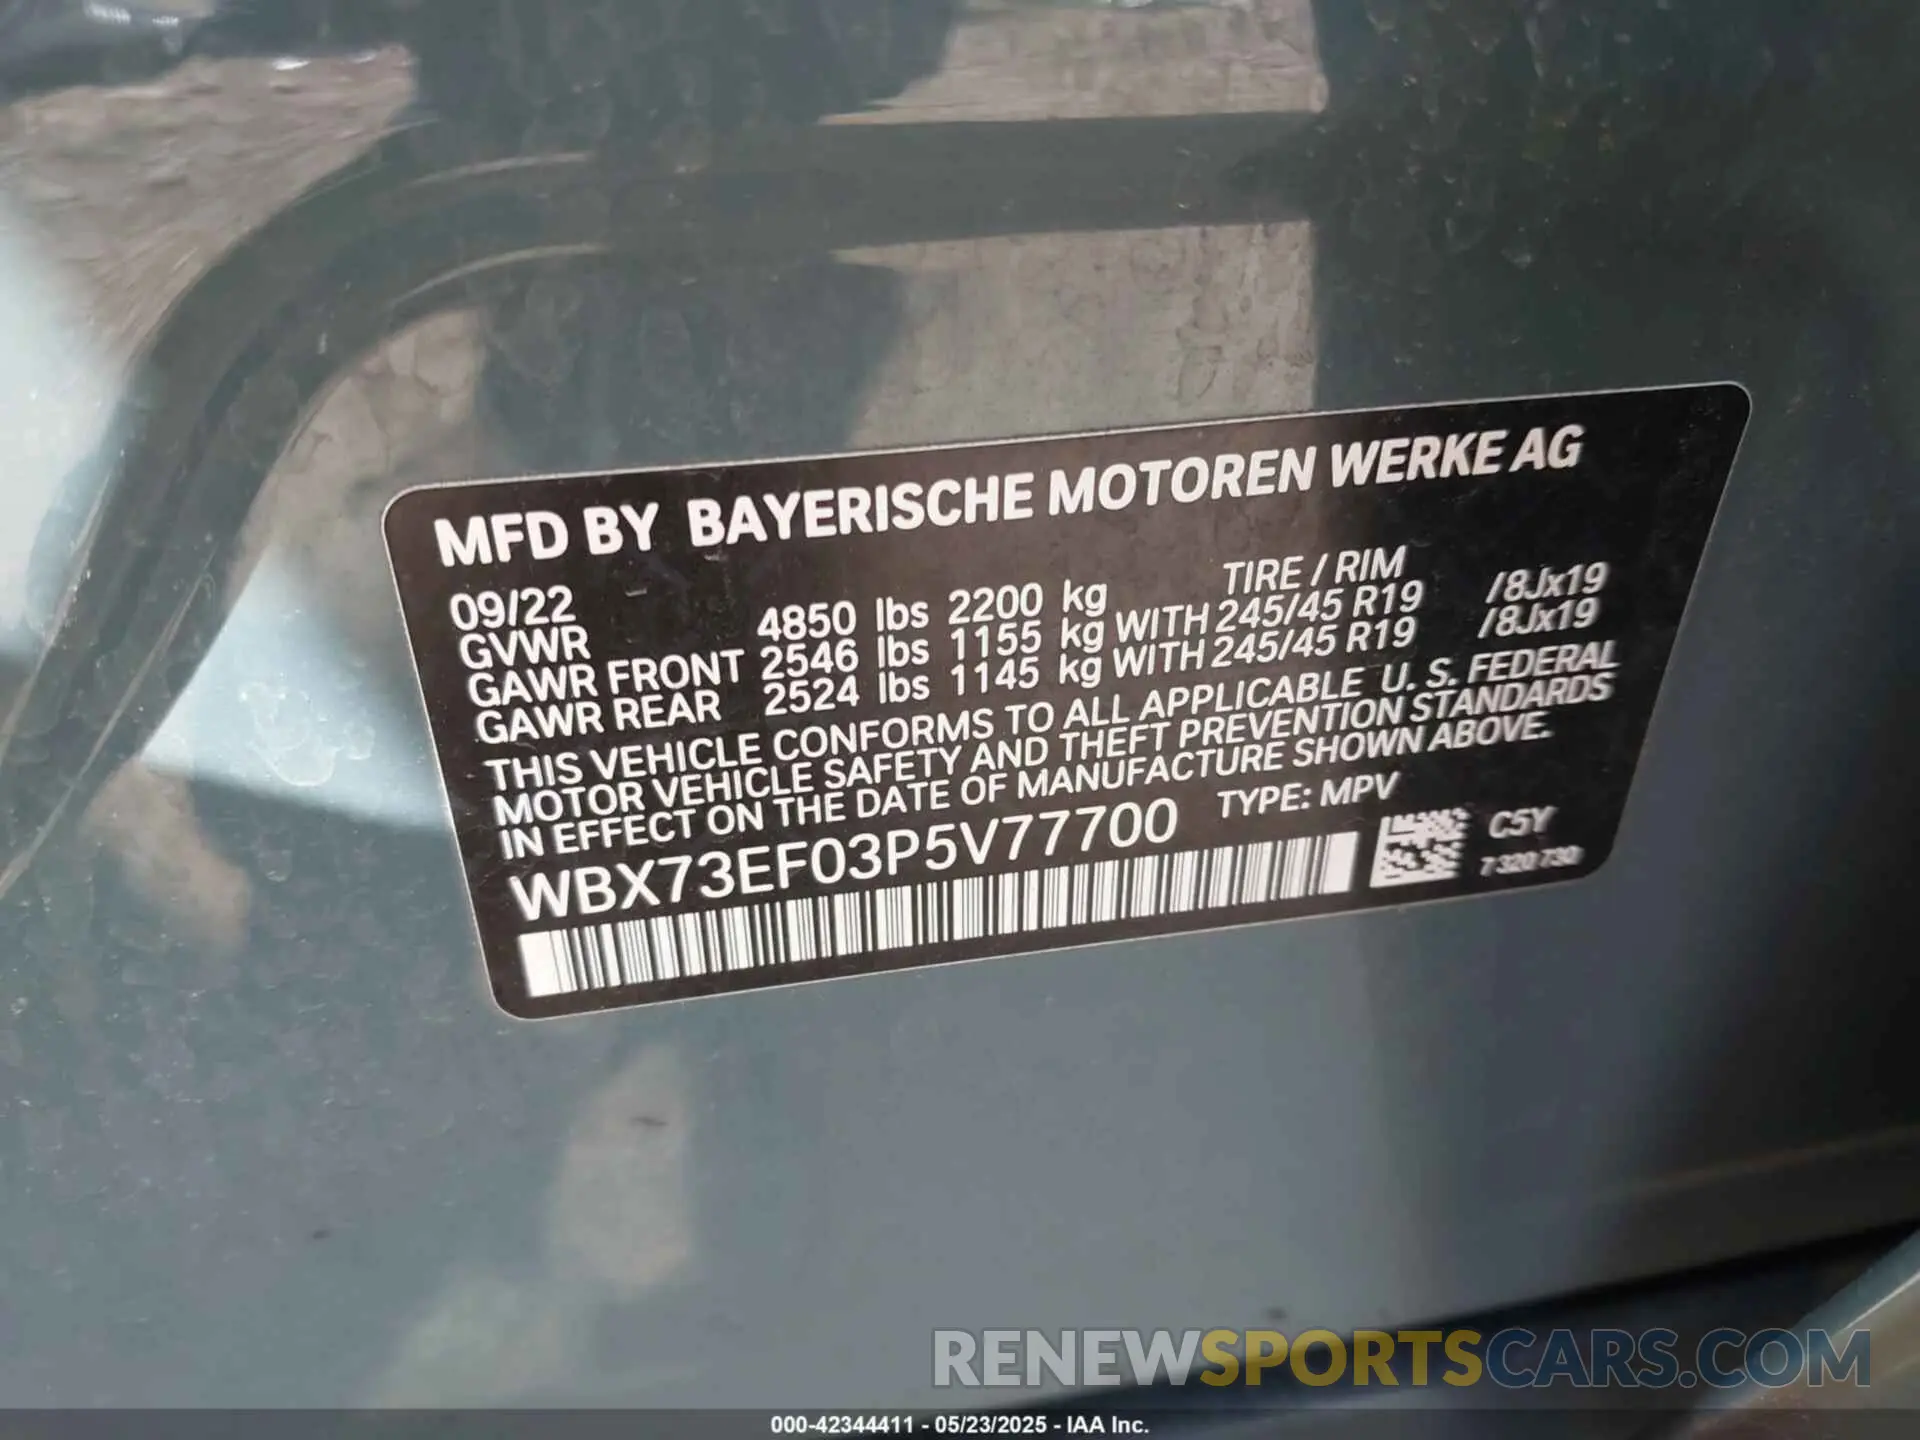 MFD BY BAYERISCHE MOTOREN WERKE AG
09/22 TIRE / RIM
GVWR 4850 lbs 2200 kg
GAWR FRONT 2546 lbs 1155 kg WITH 245/45 R19 /8Jx19
GAWR REAR 2524 lbs 1145 kg WITH 245/45 R19 /8Jx19
THIS VEHICLE CONFORMS TO ALL APPLICABLE U. S. FEDERAL
MOTOR VEHICLE SAFETY AND THEFT PREVENTION STANDARDS
IN EFFECT ON THE DATE OF MANUFACTURE SHOWN ABOVE.
WBX73EF03P5V77700 TYPE: MPV
C5Y
7 320 730
RENEWSPORTSCARS.COM
000-42344411 - 05/23/2025 - IAA Inc.